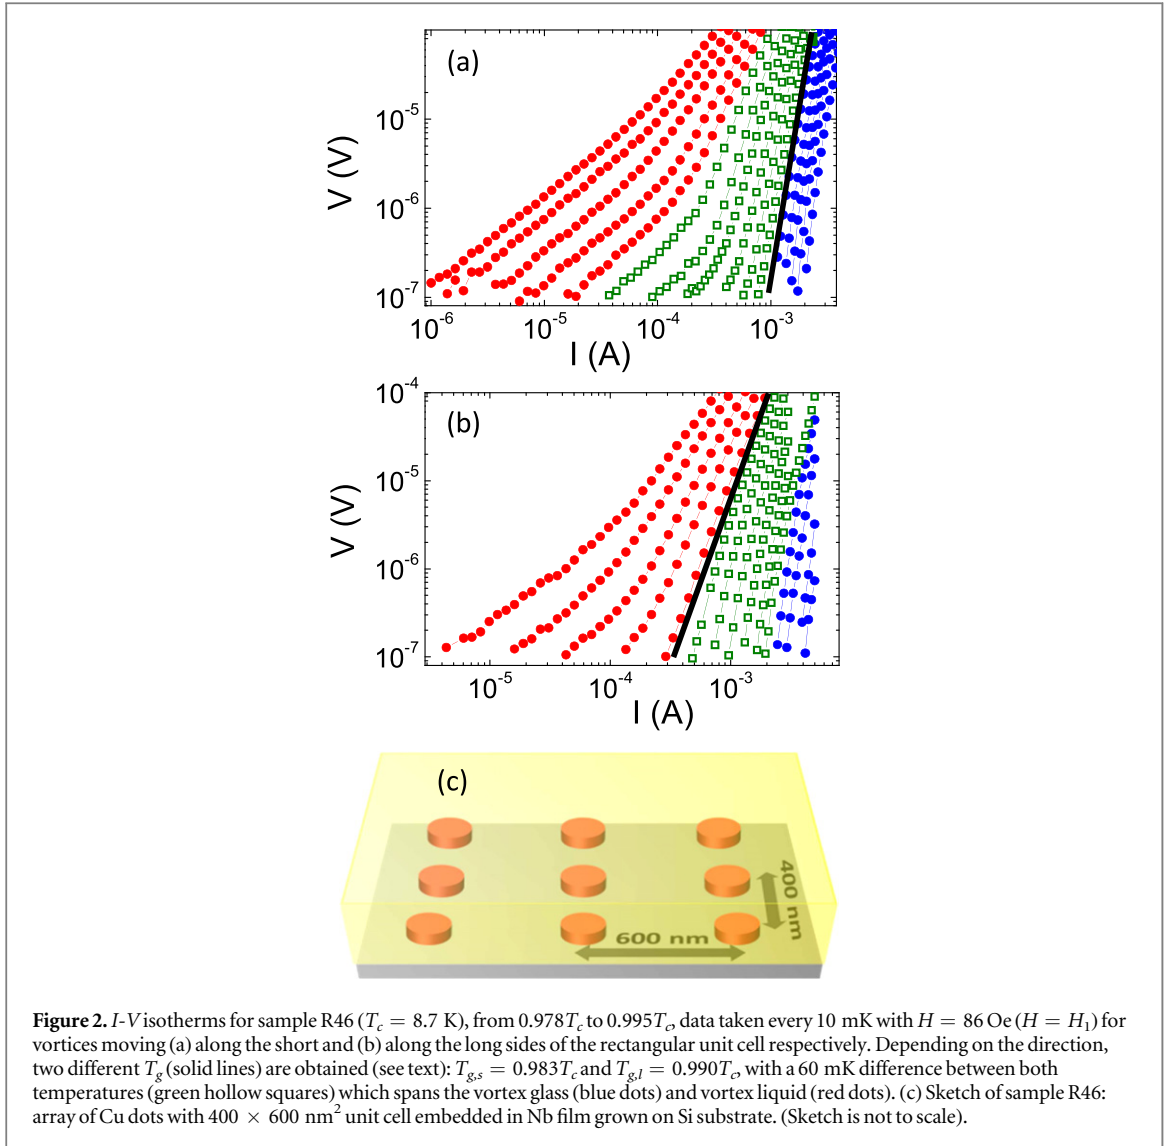 (a)
V (V)
10⁻⁵
10⁻⁶
10⁻⁷
10⁻⁶ 10⁻⁵ 10⁻⁴ 10⁻³
I (A)
(b)
V (V)
10⁻⁴
10⁻⁵
10⁻⁶
10⁻⁷
10⁻⁵ 10⁻⁴ 10⁻³
I (A)
(c)
400 nm
600 nm
Figure 2. I-V isotherms for sample R46 (Tc = 8.7 K), from 0.978Tc to 0.995Tc, data taken every 10 mK with H = 86 Oe (H = H₁) for
vortices moving (a) along the short and (b) along the long sides of the rectangular unit cell respectively. Depending on the direction,
two different Tg (solid lines) are obtained (see text): Tg,s = 0.983Tc and Tg,l = 0.990Tc, with a 60 mK difference between both
temperatures (green hollow squares) which spans the vortex glass (blue dots) and vortex liquid (red dots). (c) Sketch of sample R46:
array of Cu dots with 400 × 600 nm² unit cell embedded in Nb film grown on Si substrate. (Sketch is not to scale).